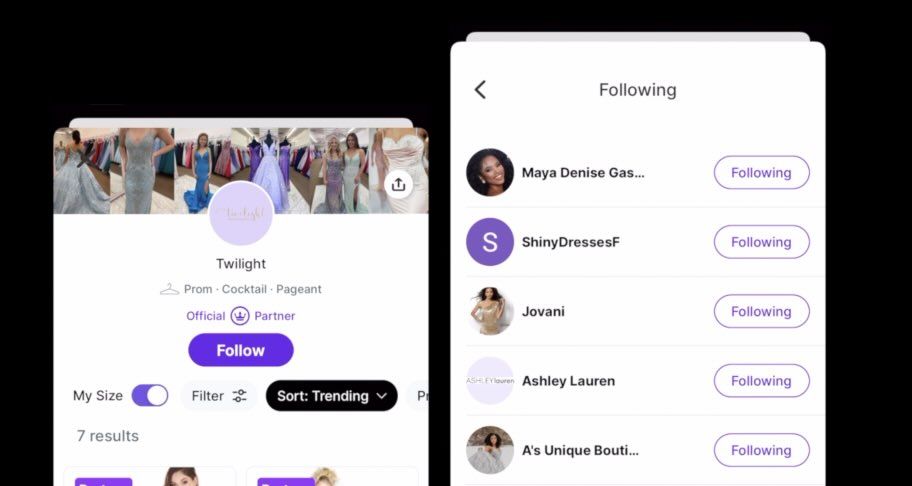 twilight
Twilight
Prom · Cocktail · Pageant
Official Partner
Follow
My Size
Filter
Sort: Trending
7 results
Following
Maya Denise Gas...
Following
S
ShinyDressesF
Following
Jovani
Following
ASHLEYlauren
Ashley Lauren
Following
A's Unique Bouti...
Following